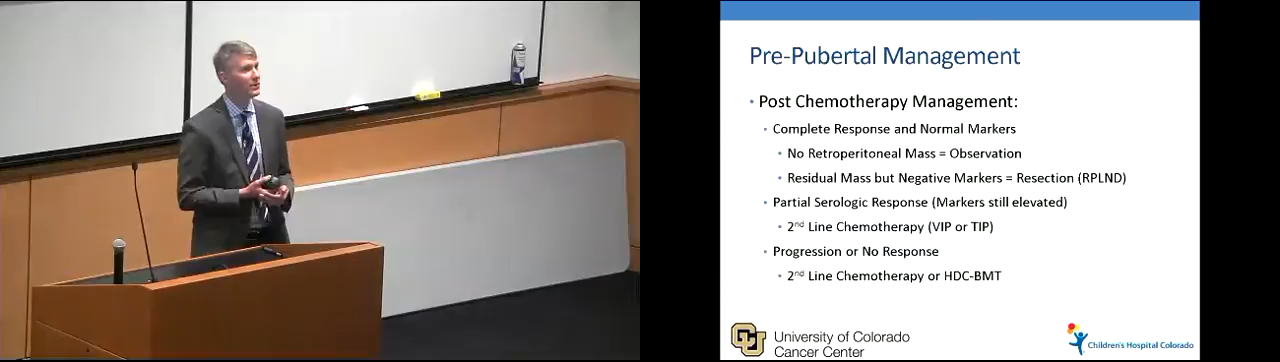 Pre-Pubertal Management
• Post Chemotherapy Management:
• Complete Response and Normal Markers
• No Retroperitoneal Mass = Observation
• Residual Mass but Negative Markers = Resection (RPLND)
• Partial Serologic Response (Markers still elevated)
• 2nd Line Chemotherapy (VIP or TIP)
• Progression or No Response
• 2nd Line Chemotherapy or HDC-BMT
CU
University of Colorado
Cancer Center
Children's Hospital Colorado